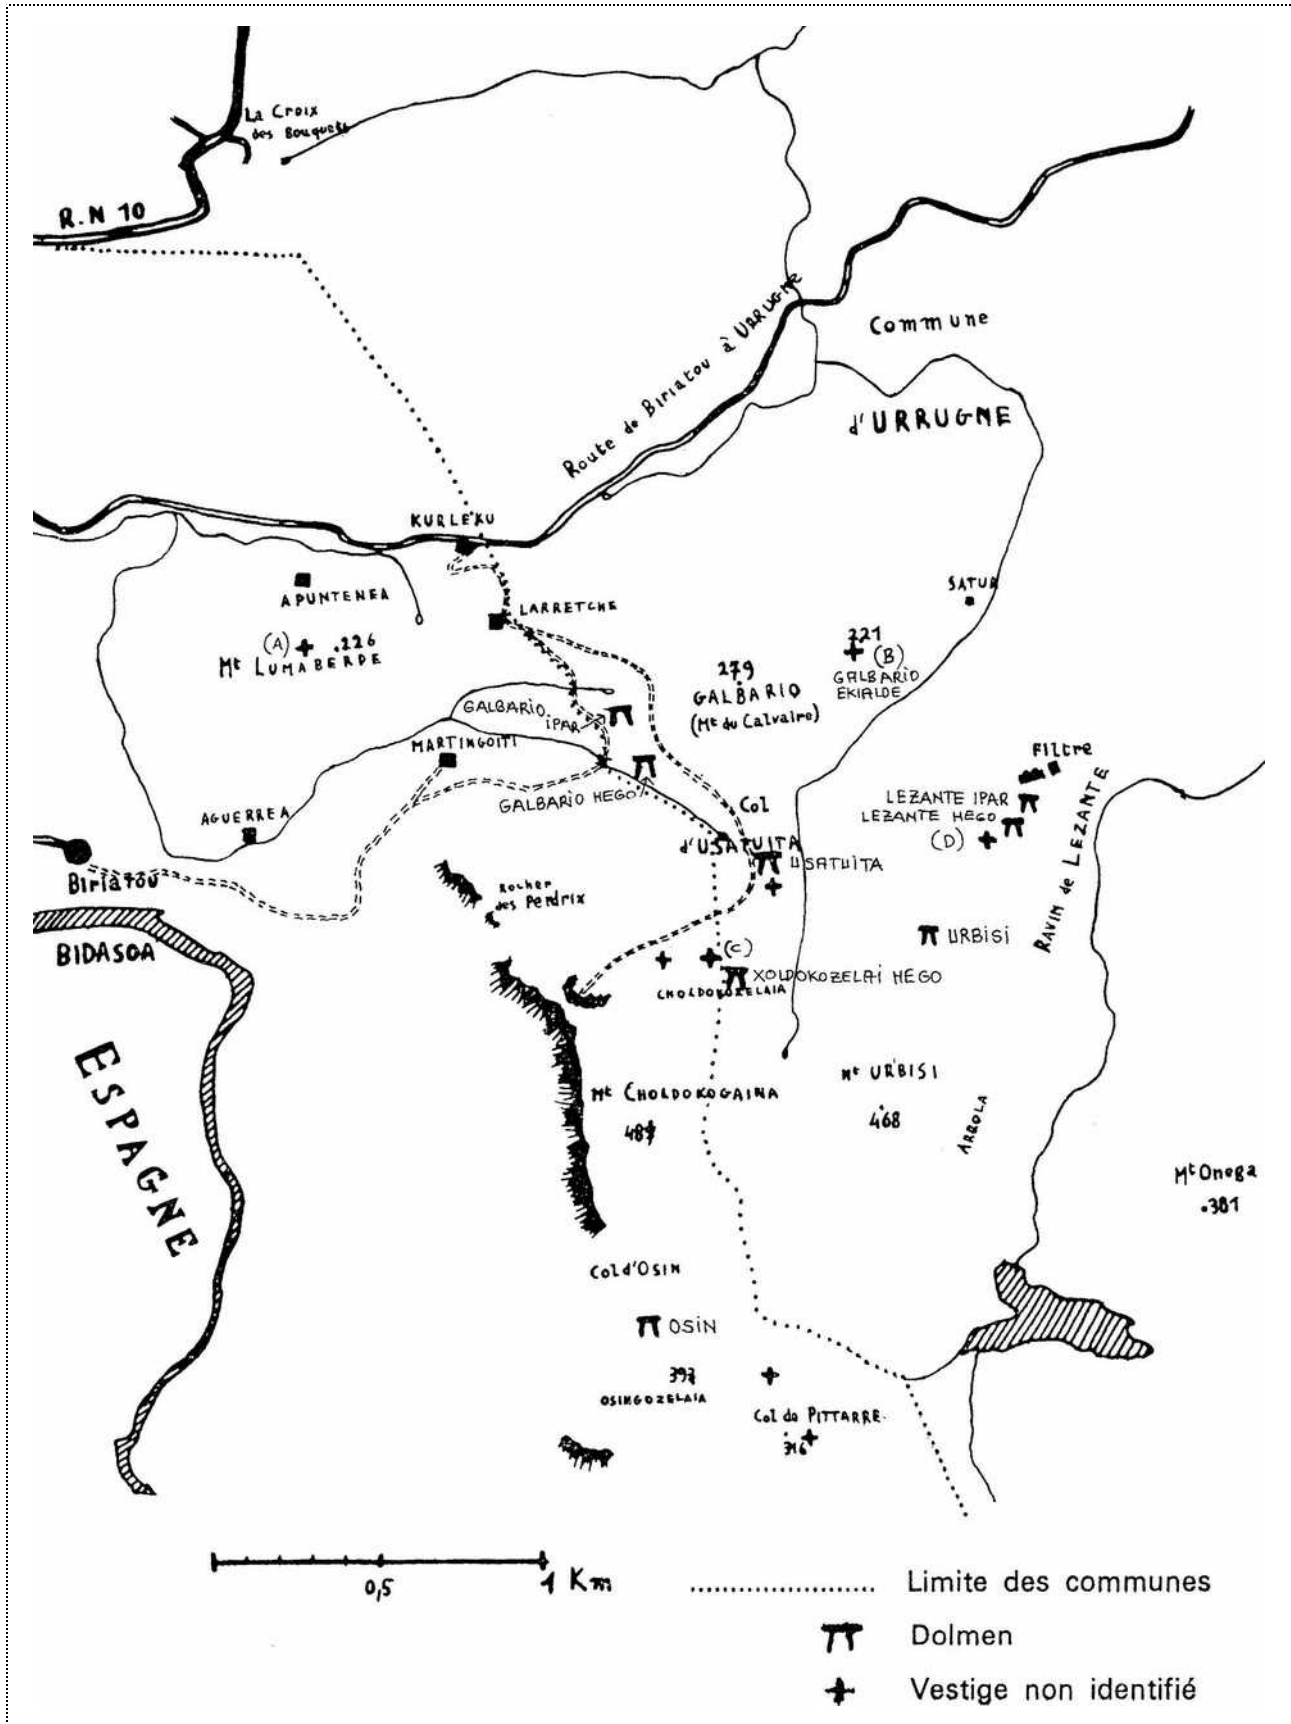 La Croix
des Bouquets
R.N 10
Route de Biriatou à URRUGNE
Commune
d'URRUGNE
KURLEKU
APUNTENEA
LARRETCHE
SATUR
(A)
.226
Mt LUMABERDE
221
(B)
GALBARIO
EKIALDE
279
GALBARIO
(Mt du Calvaire)
GALBARIO
IPAR
MARTINGOITI
GALBARIO HEGO
Filtre
LEZANTE IPAR
LEZANTE HEGO
(D)
RAVIN de LEZANTE
AGUERREA
Col
d'USATUITA
USATUITA
Biriatou
Rocher
des Perdrix
BIDASOA
URBISI
(C)
XOLDOKOZELAI HEGO
CHOLDOKOZELAIA
ESPAGNE
Mt URBISI
468
Mt CHOLDOKOGAINA
ARROLA
Mt Onega
.381
Col d'OSIN
OSIN
OSINGOZELAIA
Col de PITTARRE.
316
0,5
1 Km
Limite des communes
Dolmen
Vestige non identifié